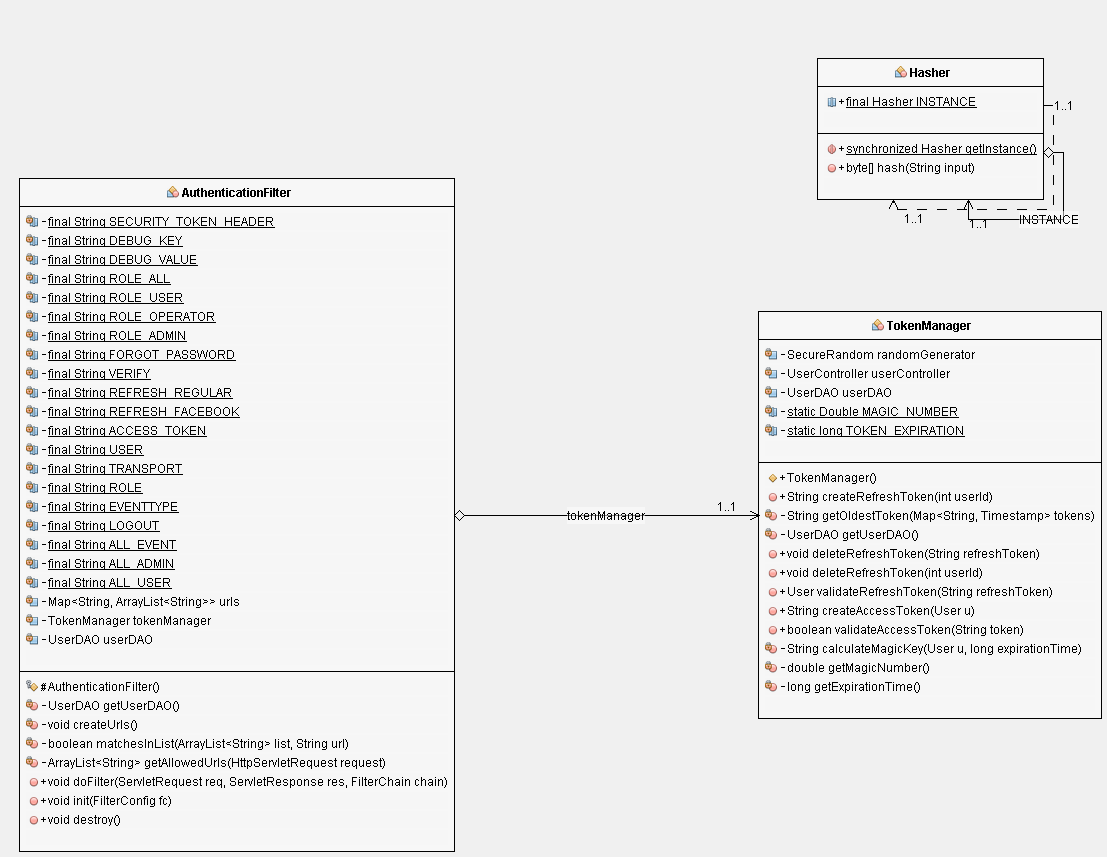 Hasher
+final Hasher INSTANCE
1..1
+synchronized Hasher getInstance()
+byte[] hash(String input)
1..1
1..1
INSTANCE
AuthenticationFilter
-final String SECURITY_TOKEN_HEADER
-final String DEBUG_KEY
-final String DEBUG_VALUE
-final String ROLE_ALL
-final String ROLE_USER
-final String ROLE_OPERATOR
-final String ROLE_ADMIN
-final String FORGOT_PASSWORD
-final String VERIFY
-final String REFRESH_REGULAR
-final String REFRESH_FACEBOOK
-final String ACCESS_TOKEN
-final String USER
-final String TRANSPORT
-final String ROLE
-final String EVENTTYPE
-final String LOGOUT
-final String ALL_EVENT
-final String ALL_ADMIN
-final String ALL_USER
-Map<String, ArrayList<String>> urls
-TokenManager tokenManager
-UserDAO userDAO
#AuthenticationFilter()
-UserDAO getUserDAO()
-void createUrls()
-boolean matchesInList(ArrayList<String> list, String url)
-ArrayList<String> getAllowedUrls(HttpServletRequest request)
+void doFilter(ServletRequest req, ServletResponse res, FilterChain chain)
+void init(FilterConfig fc)
+void destroy()
tokenManager
1..1
TokenManager
-SecureRandom randomGenerator
-UserController userController
-UserDAO userDAO
-static Double MAGIC_NUMBER
-static long TOKEN_EXPIRATION
+TokenManager()
+String createRefreshToken(int userId)
-String getOldestToken(Map<String, Timestamp> tokens)
-UserDAO getUserDAO()
+void deleteRefreshToken(String refreshToken)
+void deleteRefreshToken(int userId)
+User validateRefreshToken(String refreshToken)
+String createAccessToken(User u)
+boolean validateAccessToken(String token)
-String calculateMagicKey(User u, long expirationTime)
-double getMagicNumber()
-long getExpirationTime()